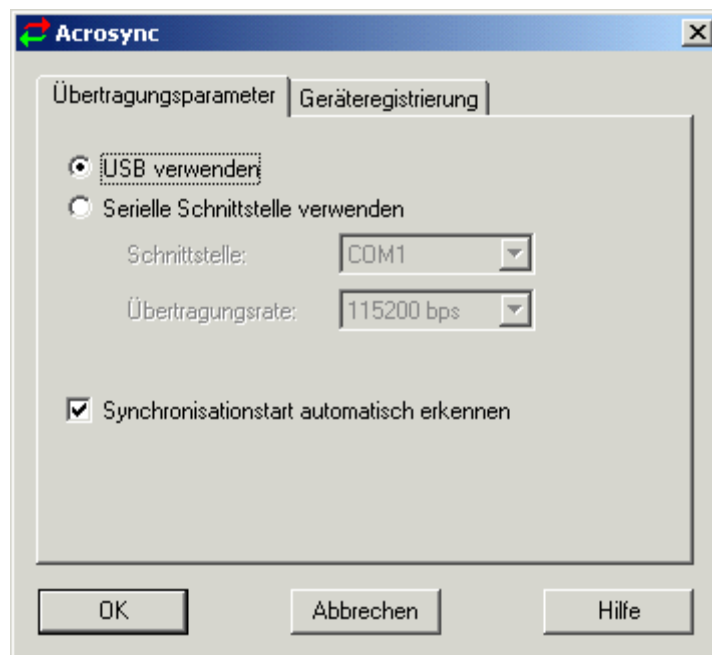 Acrosync
Übertragungsparameter Geräteregistrierung
USB verwenden
Serielle Schnittstelle verwenden
Schnittstelle: COM1
Übertragungsrate: 115200 bps
Synchronisationstart automatisch erkennen
OK Abbrechen Hilfe